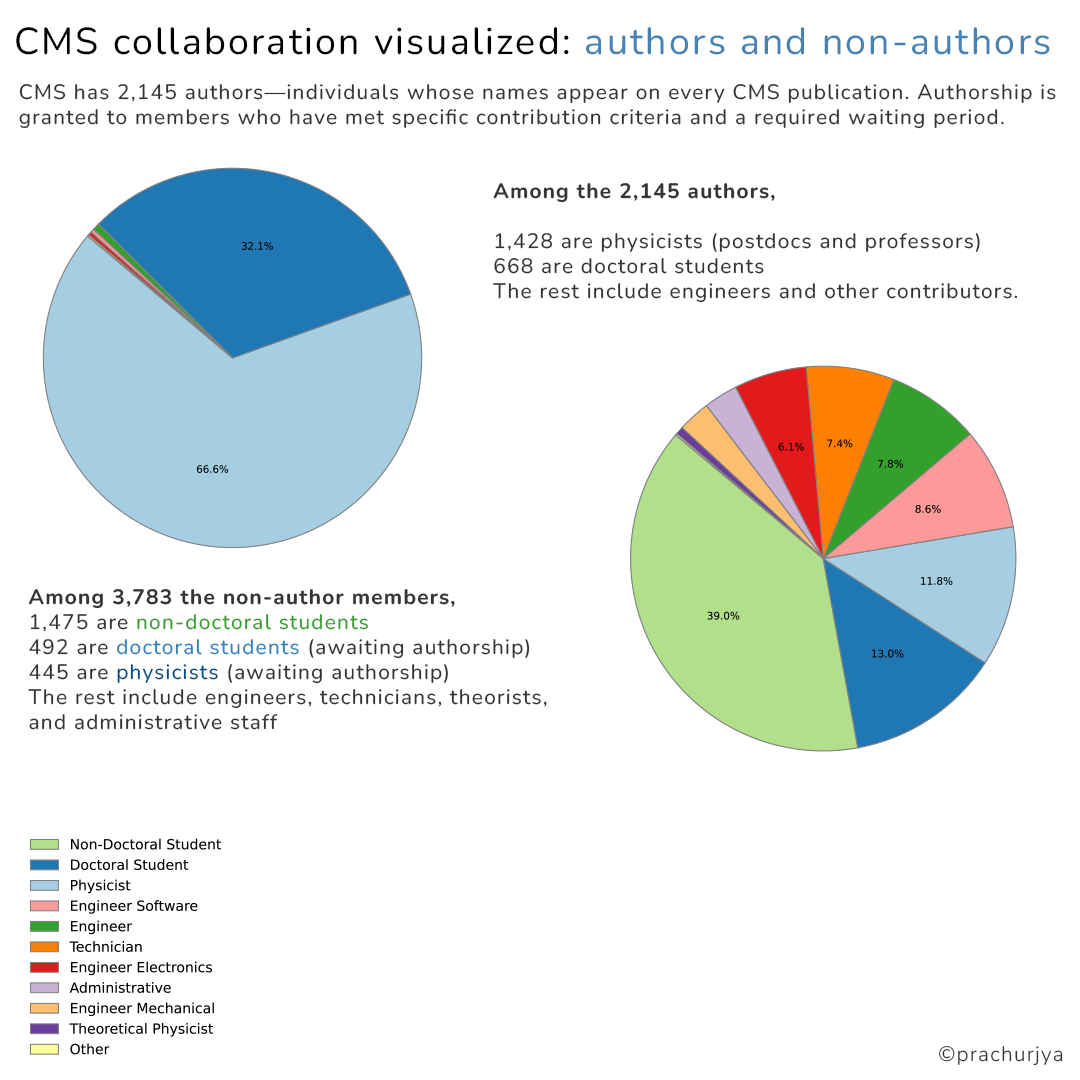 CMS collaboration visualized: authors and non-authors
CMS has 2,145 authors—individuals whose names appear on every CMS publication. Authorship is
granted to members who have met specific contribution criteria and a required waiting period.
32.1%
66.6%
Among the 2,145 authors,
1,428 are physicists (postdocs and professors)
668 are doctoral students
The rest include engineers and other contributors.
6.1%
7.4%
7.8%
8.6%
11.8%
13.0%
39.0%
Among 3,783 the non-author members,
1,475 are non-doctoral students
492 are doctoral students (awaiting authorship)
445 are physicists (awaiting authorship)
The rest include engineers, technicians, theorists,
and administrative staff
Non-Doctoral Student
Doctoral Student
Physicist
Engineer Software
Engineer
Technician
Engineer Electronics
Administrative
Engineer Mechanical
Theoretical Physicist
Other
©prachurjya